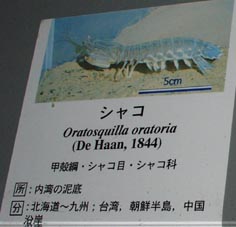 5cm
シャコ
Oratosquilla oratoria
(De Haan, 1844)
甲殻綱・シャコ目・シャコ科
所：内湾の泥底
分：北海道～九州；台湾，朝鮮半島，中国
沿岸